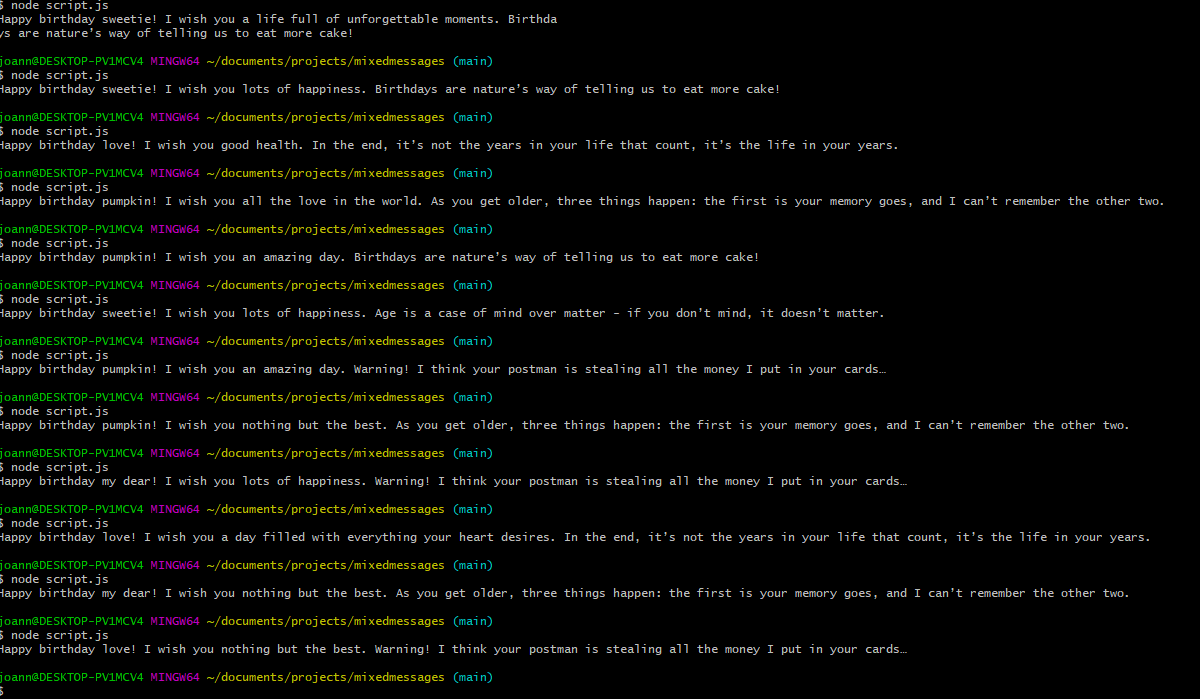 $ node script.js
Happy birthday sweetie! I wish you a life full of unforgettable moments. Birthda
ys are nature’s way of telling us to eat more cake!
joann@DESKTOP-PV1MCV4 MINGW64 ~/documents/projects/mixedmessages (main)
$ node script.js
Happy birthday sweetie! I wish you lots of happiness. Birthdays are nature’s way of telling us to eat more cake!
joann@DESKTOP-PV1MCV4 MINGW64 ~/documents/projects/mixedmessages (main)
$ node script.js
Happy birthday love! I wish you good health. In the end, it’s not the years in your life that count, it’s the life in your years.
joann@DESKTOP-PV1MCV4 MINGW64 ~/documents/projects/mixedmessages (main)
$ node script.js
Happy birthday pumpkin! I wish you all the love in the world. As you get older, three things happen: the first is your memory goes, and I can’t remember the other two.
joann@DESKTOP-PV1MCV4 MINGW64 ~/documents/projects/mixedmessages (main)
$ node script.js
Happy birthday pumpkin! I wish you an amazing day. Birthdays are nature’s way of telling us to eat more cake!
joann@DESKTOP-PV1MCV4 MINGW64 ~/documents/projects/mixedmessages (main)
$ node script.js
Happy birthday sweetie! I wish you lots of happiness. Age is a case of mind over matter - if you don’t mind, it doesn’t matter.
joann@DESKTOP-PV1MCV4 MINGW64 ~/documents/projects/mixedmessages (main)
$ node script.js
Happy birthday pumpkin! I wish you an amazing day. Warning! I think your postman is stealing all the money I put in your cards…
joann@DESKTOP-PV1MCV4 MINGW64 ~/documents/projects/mixedmessages (main)
$ node script.js
Happy birthday pumpkin! I wish you nothing but the best. As you get older, three things happen: the first is your memory goes, and I can’t remember the other two.
joann@DESKTOP-PV1MCV4 MINGW64 ~/documents/projects/mixedmessages (main)
$ node script.js
Happy birthday my dear! I wish you lots of happiness. Warning! I think your postman is stealing all the money I put in your cards…
joann@DESKTOP-PV1MCV4 MINGW64 ~/documents/projects/mixedmessages (main)
$ node script.js
Happy birthday love! I wish you a day filled with everything your heart desires. In the end, it’s not the years in your life that count, it’s the life in your years.
joann@DESKTOP-PV1MCV4 MINGW64 ~/documents/projects/mixedmessages (main)
$ node script.js
Happy birthday my dear! I wish you nothing but the best. As you get older, three things happen: the first is your memory goes, and I can’t remember the other two.
joann@DESKTOP-PV1MCV4 MINGW64 ~/documents/projects/mixedmessages (main)
$ node script.js
Happy birthday love! I wish you nothing but the best. Warning! I think your postman is stealing all the money I put in your cards…
joann@DESKTOP-PV1MCV4 MINGW64 ~/documents/projects/mixedmessages (main)
$